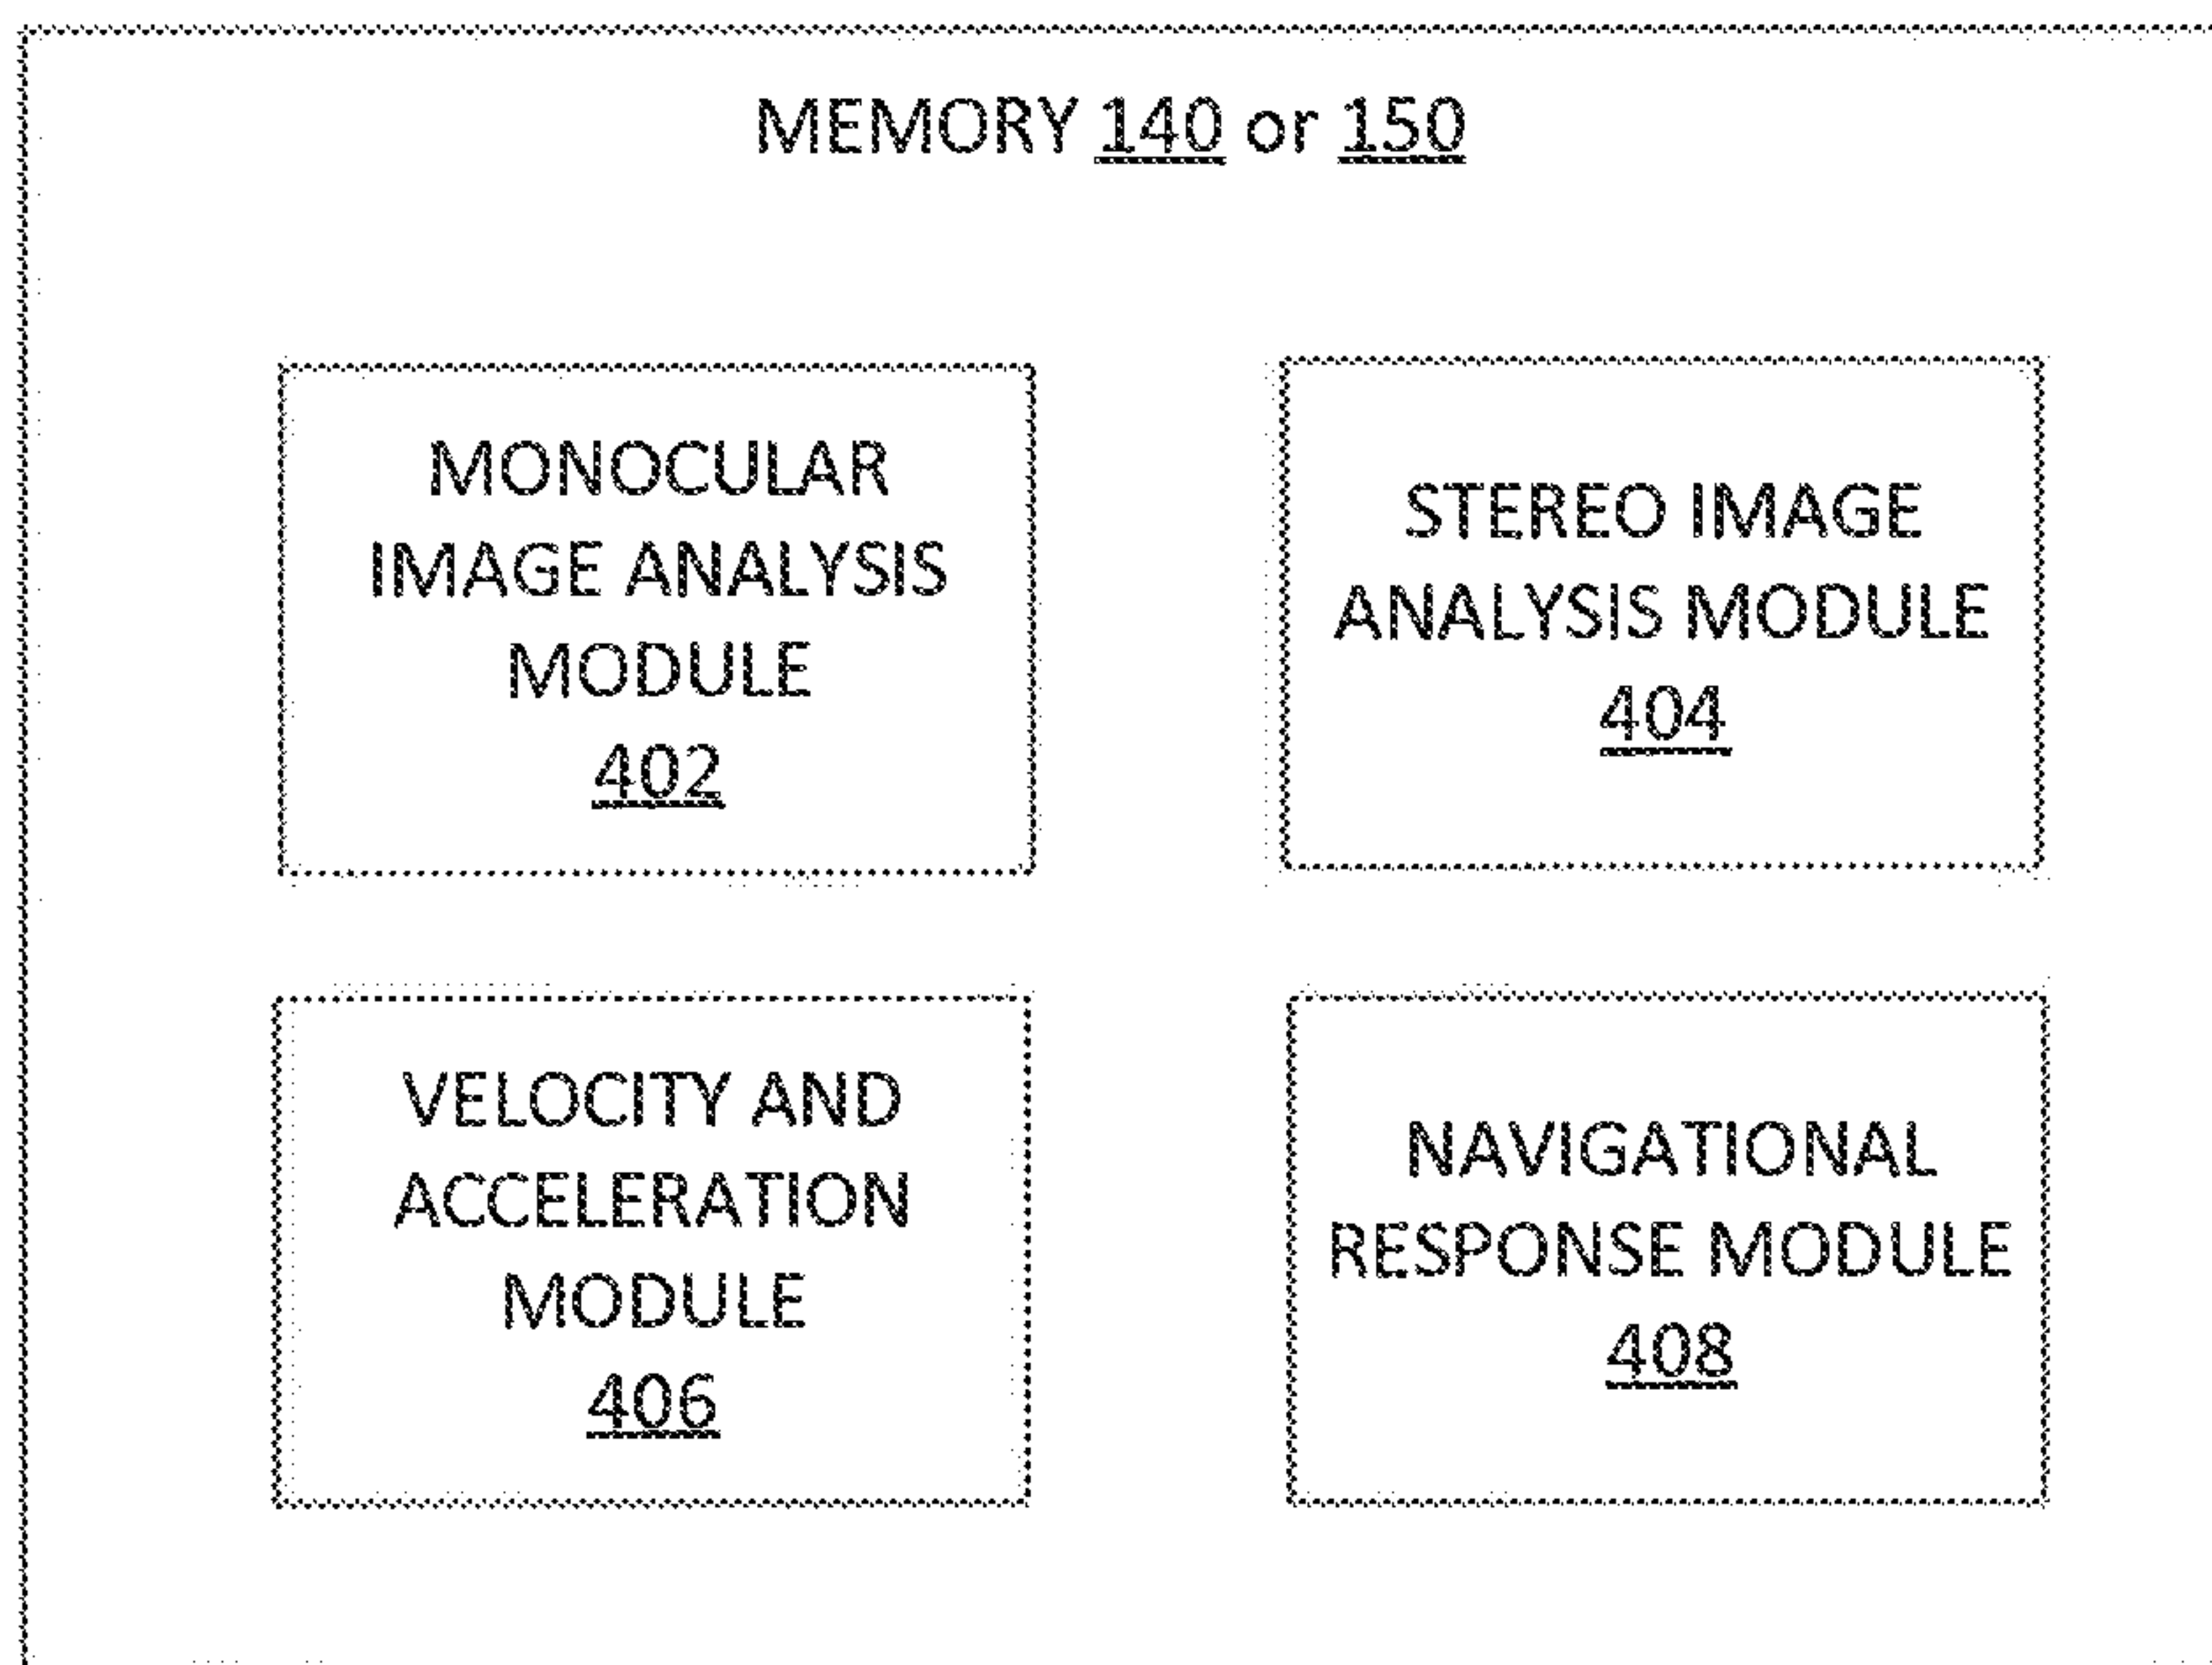 MEMORY 140 or 150
MONOCULAR
IMAGE ANALYSIS
MODULE
402
STEREO IMAGE
ANALYSIS MODULE
404
VELOCITY AND
ACCELERATION
MODULE
406
NAVIGATIONAL
RESPONSE MODULE
408